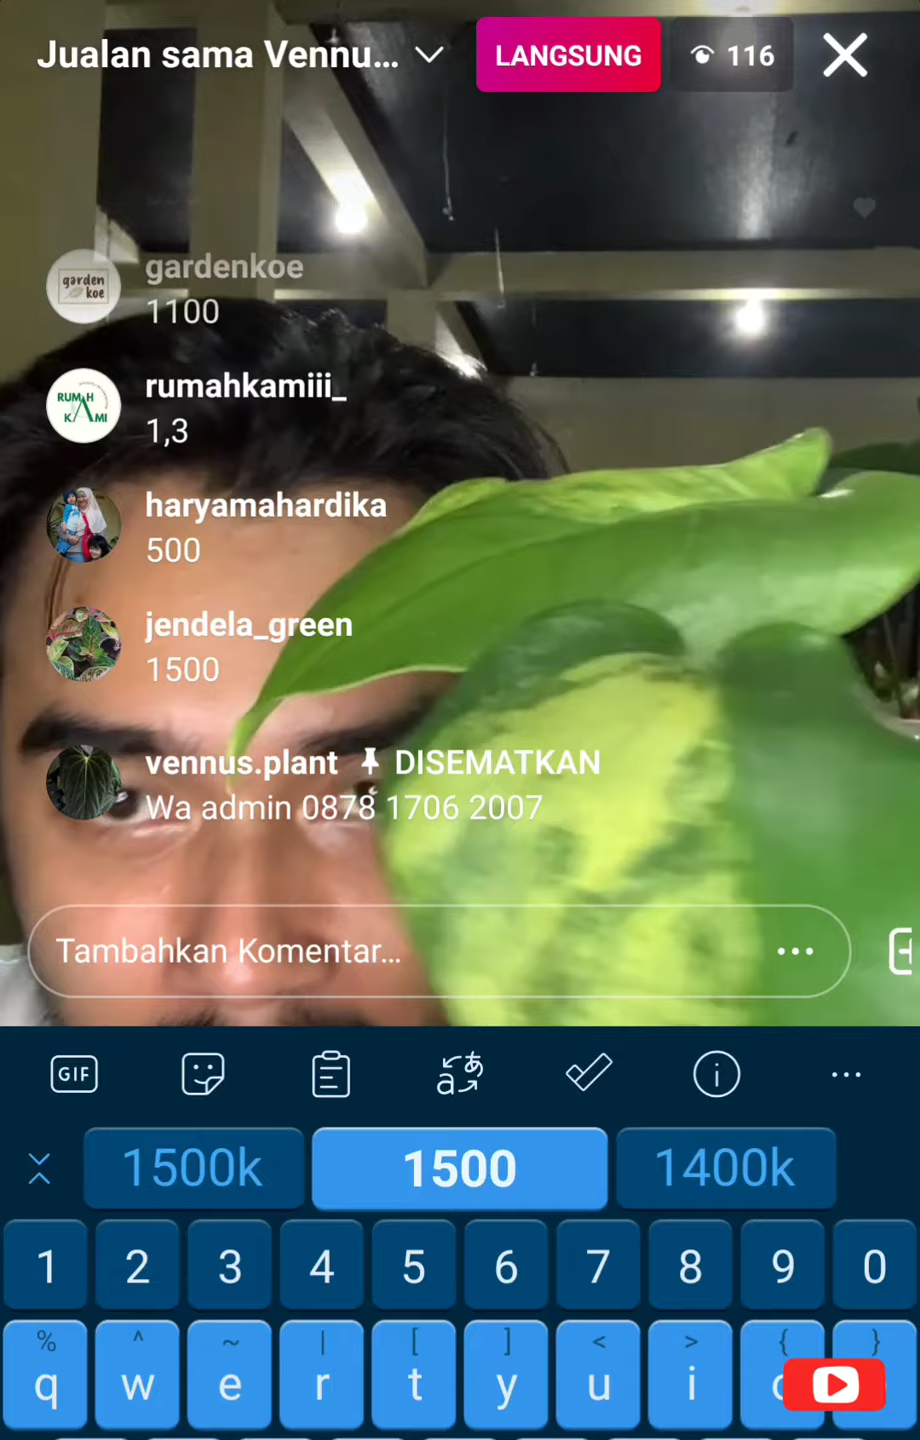 Jualan sama Vennu...
LANGSUNG
116
gardenkoe
1100
garden
koe
rumahkamiii_
1,3
RUMAH
KAMI
haryamahardika
500
jendela_green
1500
vennus.plant DISEMATKAN
Wa admin 0878 1706 2007
Tambahkan Komentar...
GIF
aあ
1500k 1500 1400k
1 2 3 4 5 6 7 8 9 0
% ^ ~ | [ ] < > { }
q w e r t y u i